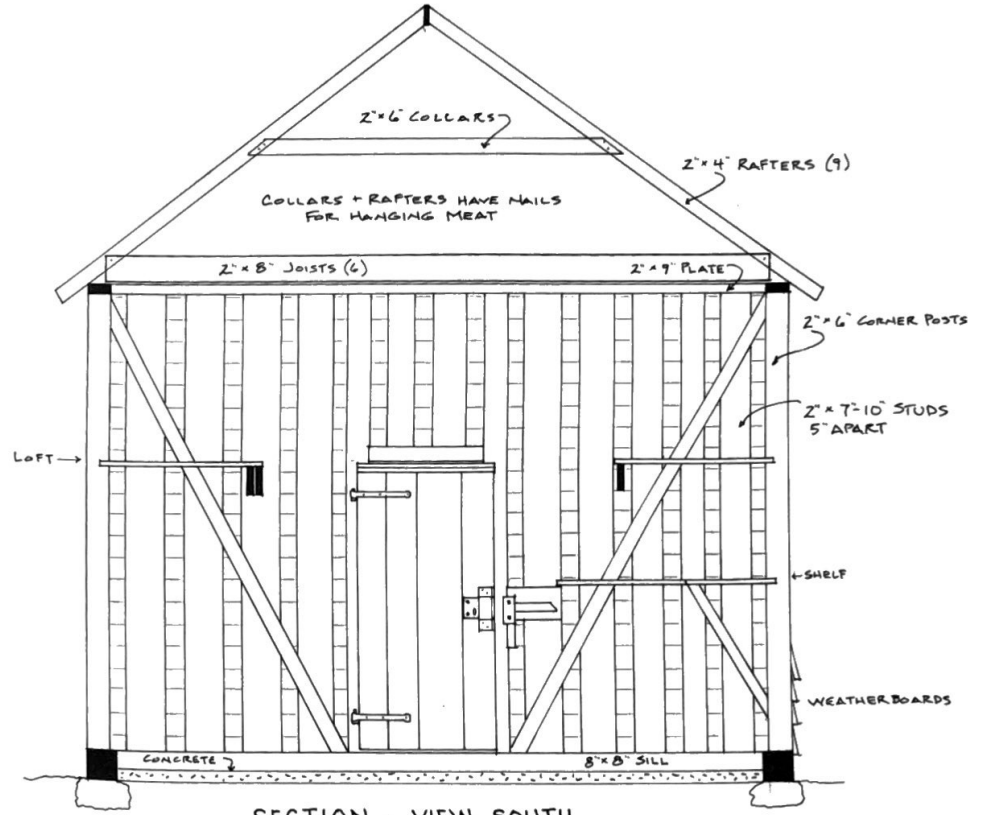 2"×6" COLLARS
2"×4" RAFTERS (9)
COLLARS + RAFTERS HAVE NAILS
FOR HANGING MEAT
2"×8" JOISTS (6)
2"×9" PLATE
2"×6" CORNER POSTS
2"×7"-10" STUDS
5" APART
LOFT
SHELF
WEATHERBOARDS
CONCRETE
8"×8" SILL
SECTION VIEW SOUTH